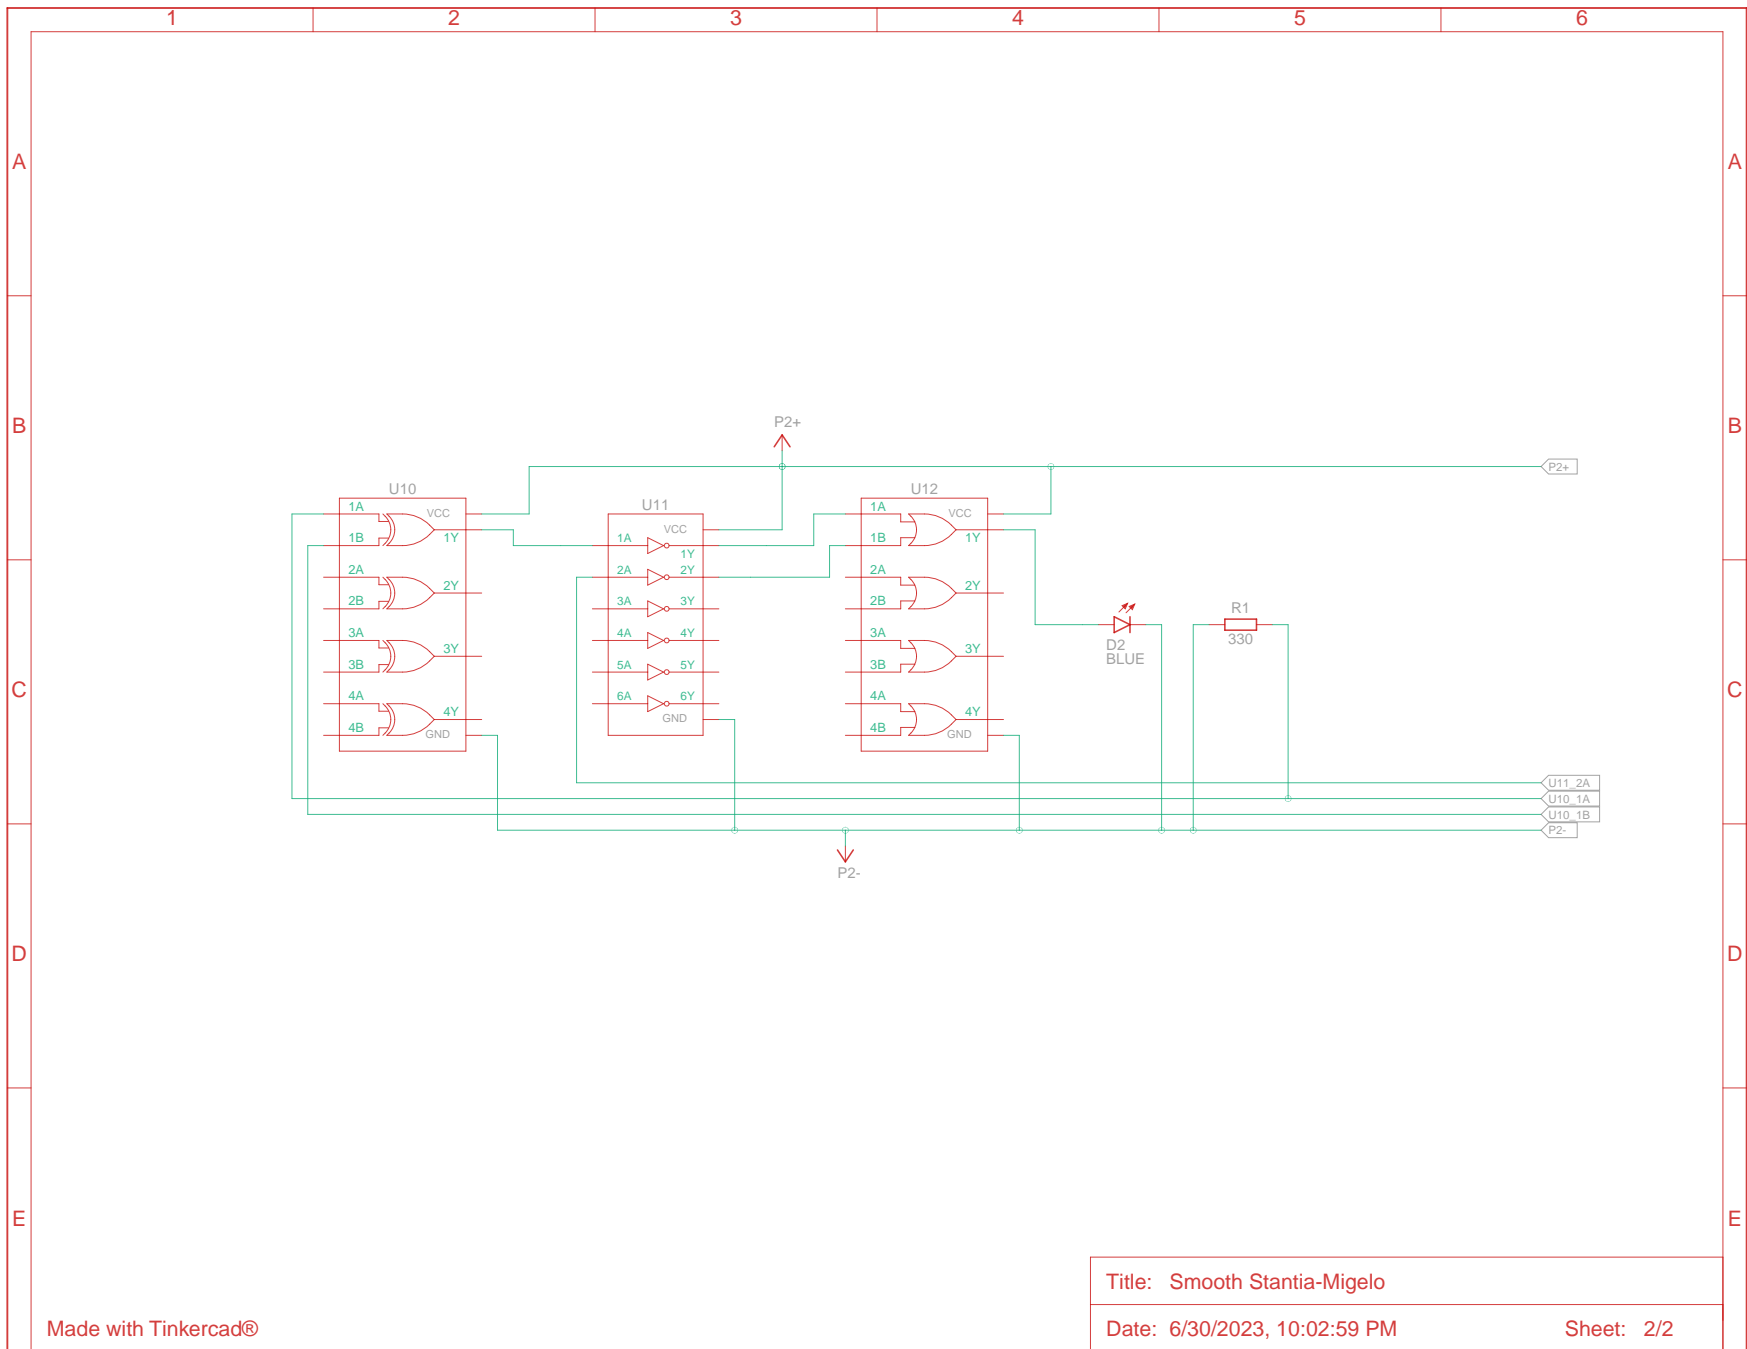 1 2 3 4 5 6
A A
B B
C C
D D
E E
P2+
P2+
U10
1A
VCC
1B
1Y
2A
2Y
2B
3A
3Y
3B
4A
4Y
4B
GND
U11
VCC
1A
1Y
2A
2Y
3A
3Y
4A
4Y
5A
5Y
6A
6Y
GND
U12
1A
VCC
1B
1Y
2A
2Y
2B
3A
3Y
3B
4A
4Y
4B
GND
D2
BLUE
R1
330
U11_2A
U10_1A
U10_1B
P2-
P2-
Title: Smooth Stantia-Migelo
Made with Tinkercad®
Date: 6/30/2023, 10:02:59 PM Sheet: 2/2